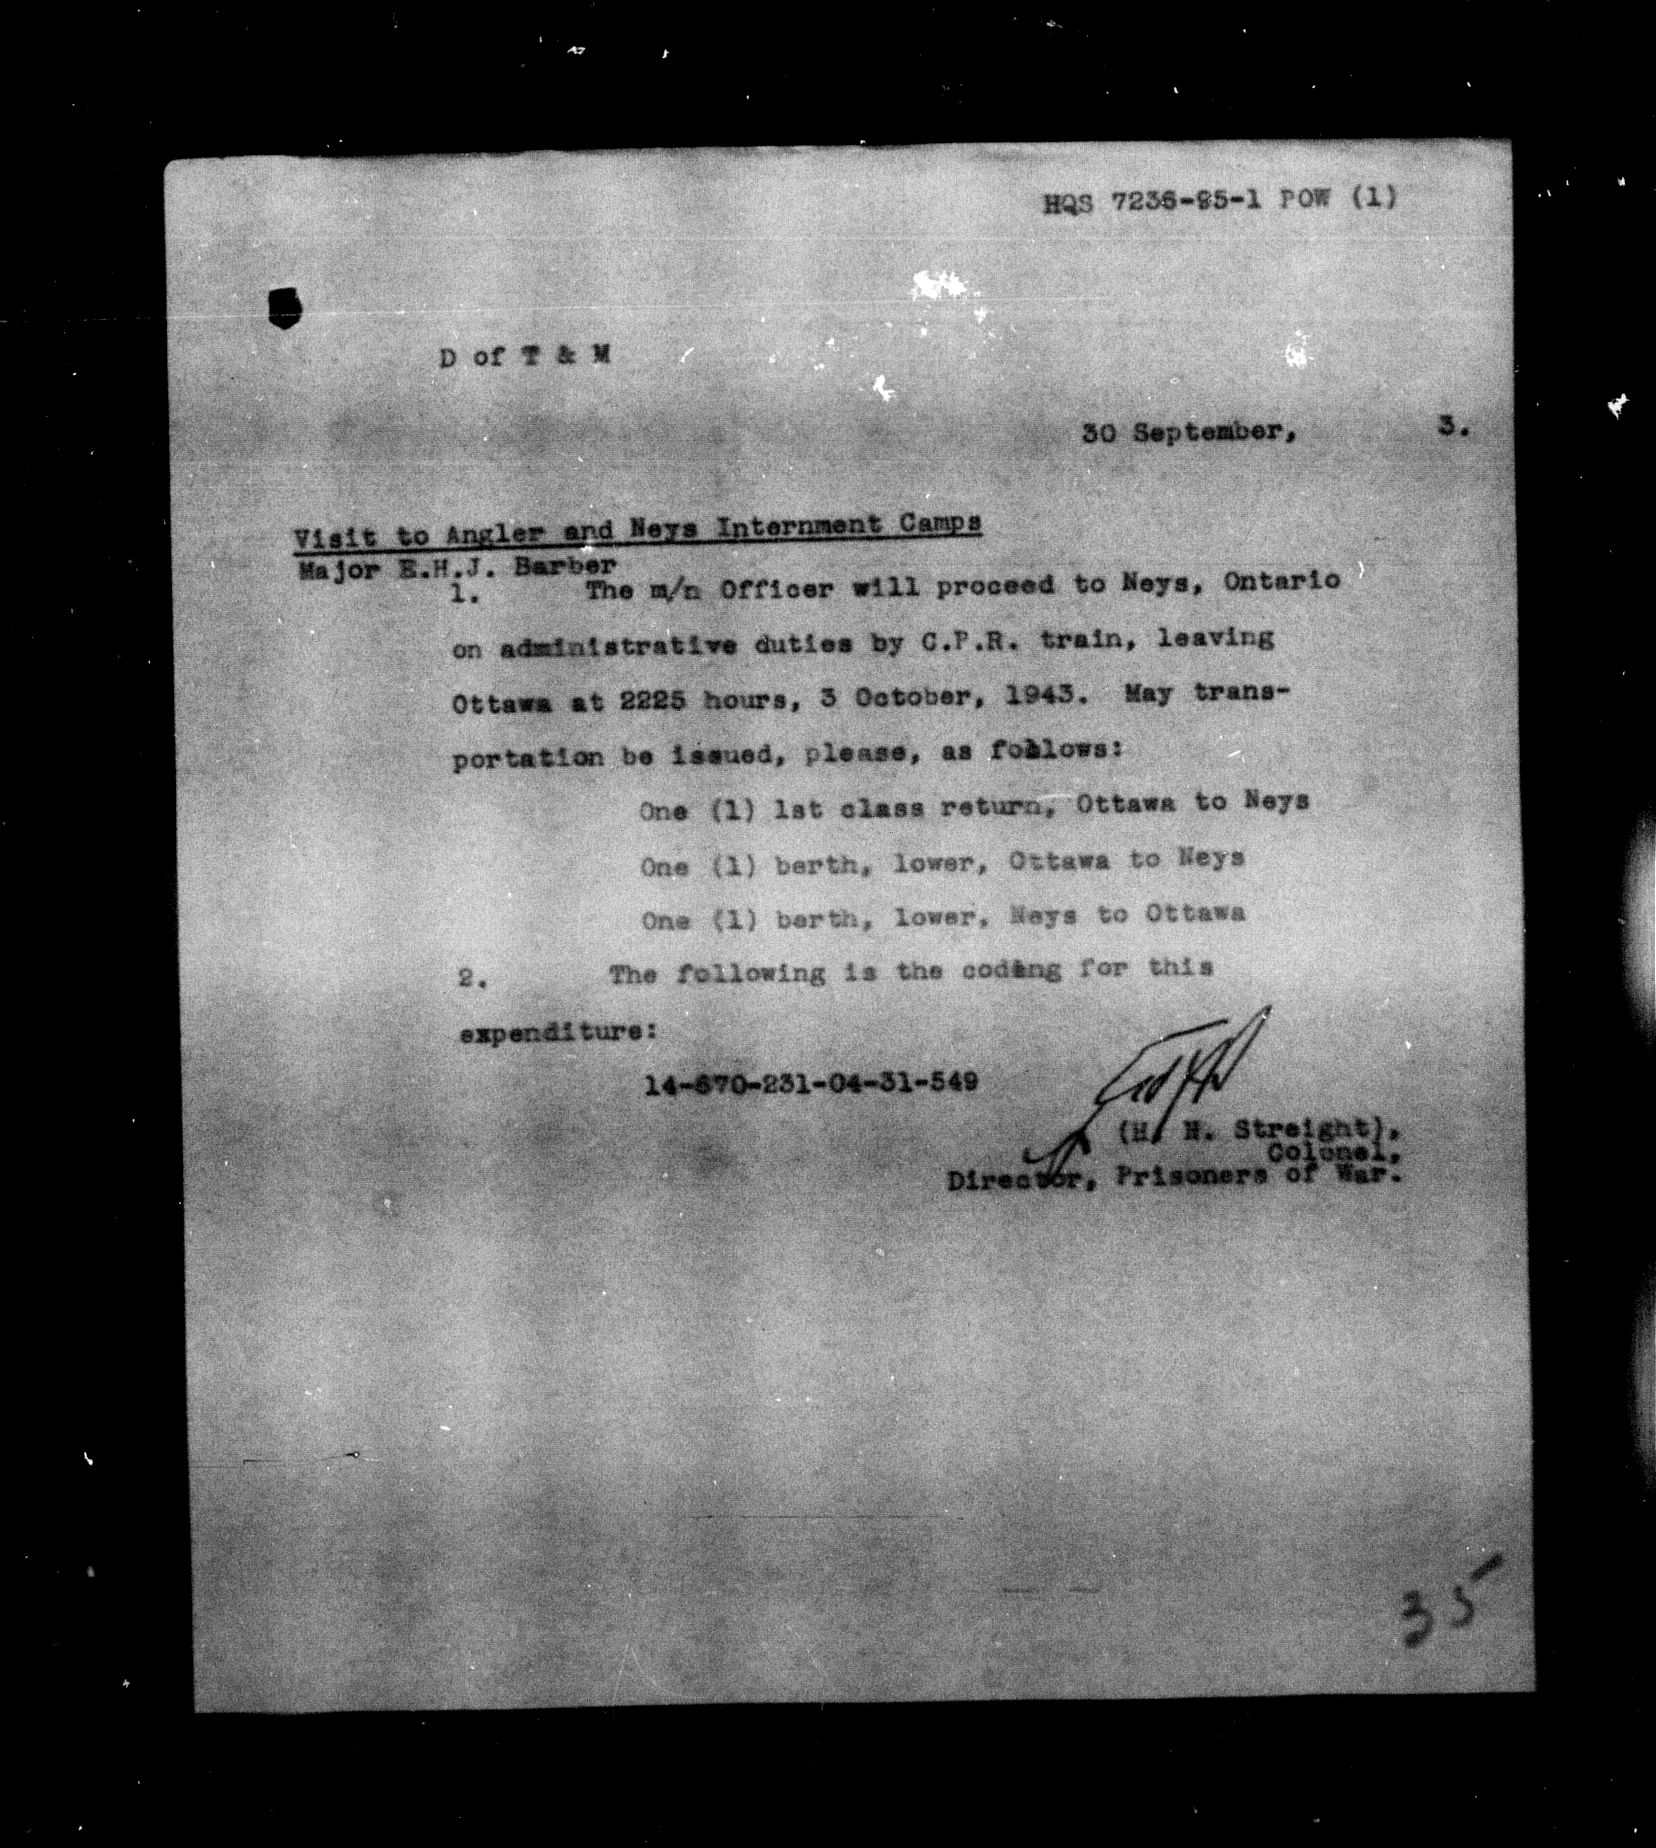 HQS 7236-85-1 POW (1)
D of T & M
30 September, 3.
Visit to Angler and Neys Internment Camps
Major E.H.J. Barber
1. The m/n Officer will proceed to Neys, Ontario
on administrative duties by C.P.R. train, leaving
Ottawa at 2225 hours, 3 October, 1943. May trans-
portation be issued, please, as follows:
One (1) 1st class return, Ottawa to Neys
One (1) berth, lower, Ottawa to Neys
One (1) berth, lower, Neys to Ottawa
2. The following is the coding for this
expenditure:
14-670-231-04-31-549
(H. N. Streight),
Colonel,
Director, Prisoners of War.
35